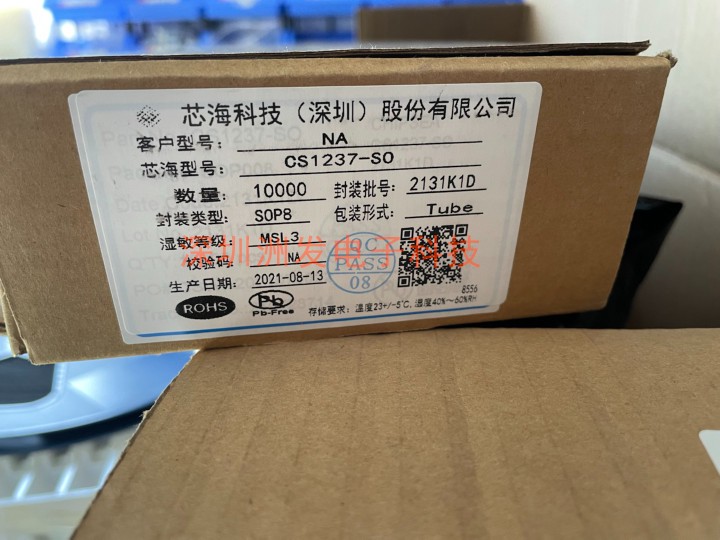 芯海科技（深圳）股份有限公司
客户型号: NA
芯海型号: CS1237-SO
数量: 10000 封装批号: 2131K1D
封装类型: SOP8 包装形式: Tube
湿敏等级: MSL3
深圳洲发电子科技
校验码: NA
QC
PASS
08
生产日期: 2021-08-13
8556
ROHS
Pb
Pb-Free
存储要求: 温度23+/-5℃, 湿度40%~60%RH